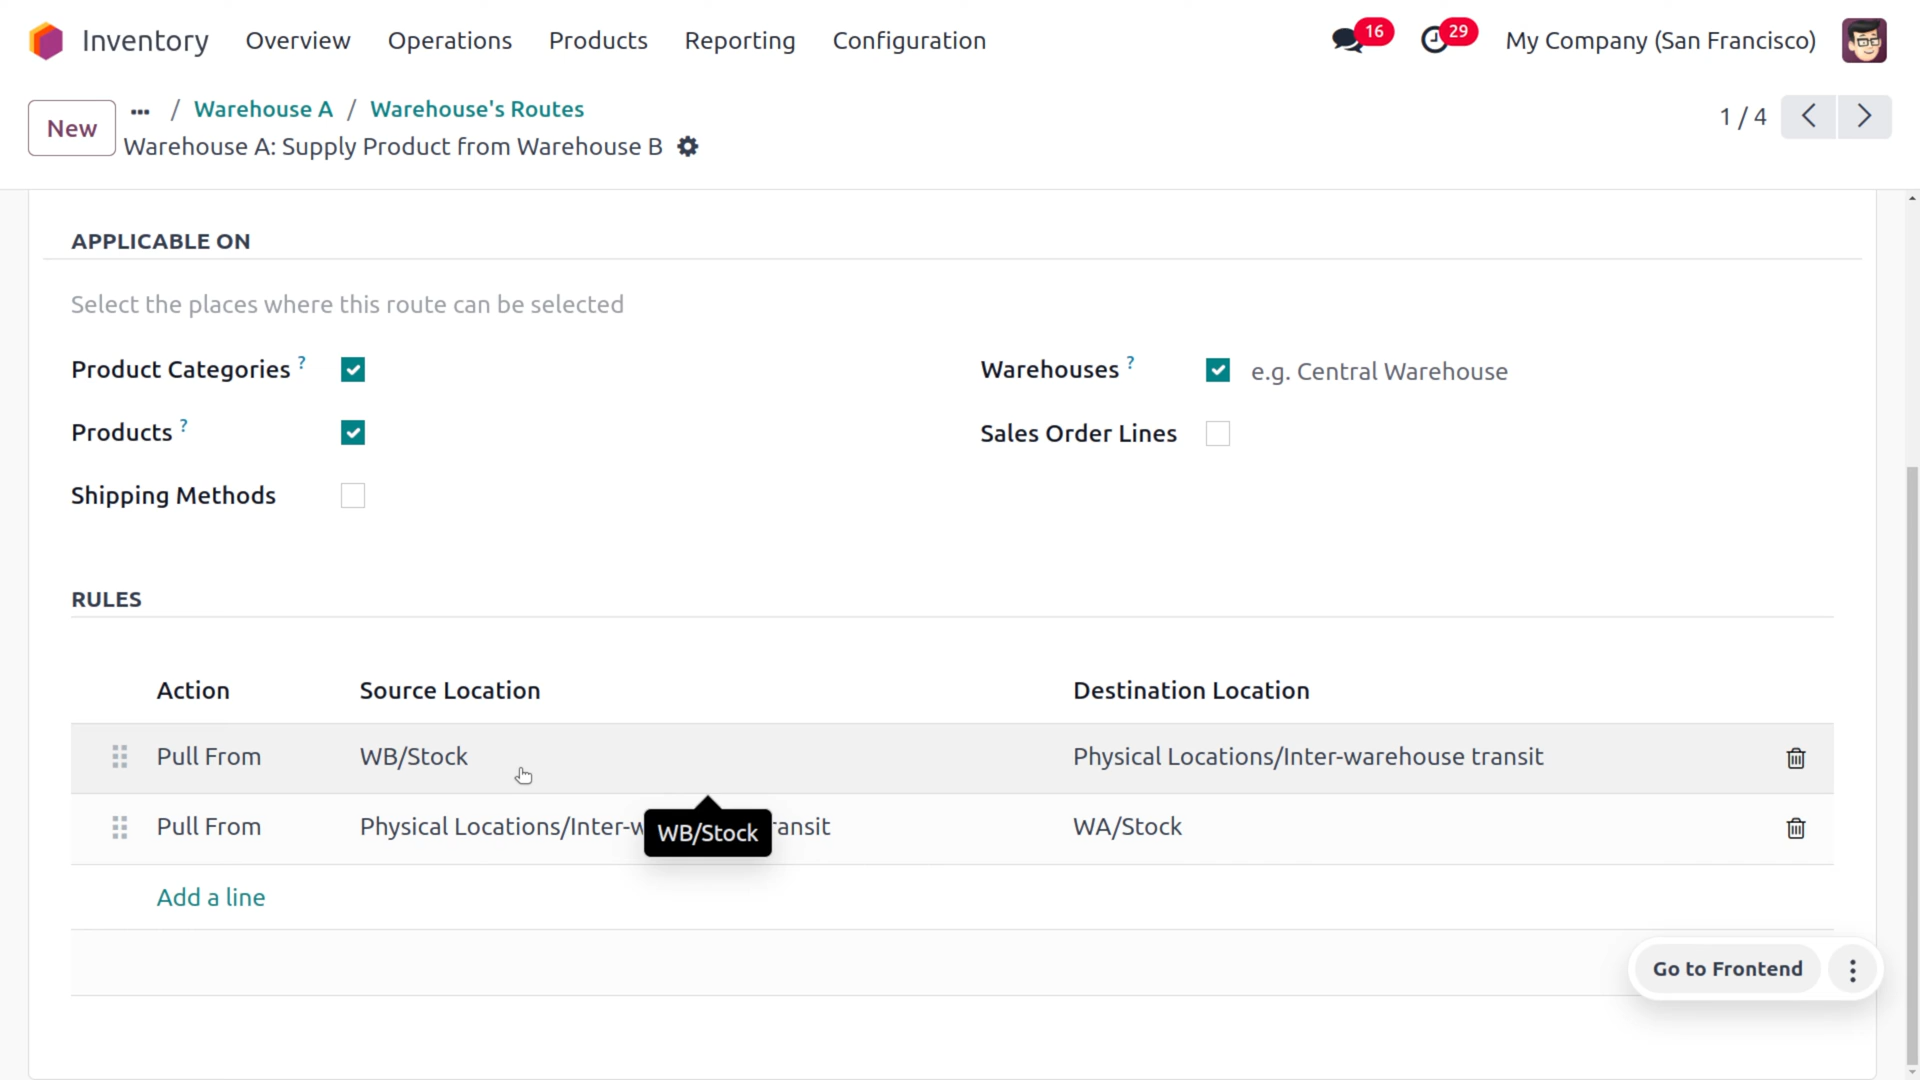 Inventory Overview Operations Products Reporting Configuration 16 29 My Company (San Francisco)
New ... / Warehouse A / Warehouse's Routes 1 / 4
Warehouse A: Supply Product from Warehouse B
APPLICABLE ON
Select the places where this route can be selected
Product Categories ? Warehouses ? e.g. Central Warehouse
Products ? Sales Order Lines
Shipping Methods
RULES
Action Source Location Destination Location
Pull From WB/Stock Physical Locations/Inter-warehouse transit
Pull From Physical Locations/Inter-w ansit WA/Stock
WB/Stock
Add a line
Go to Frontend